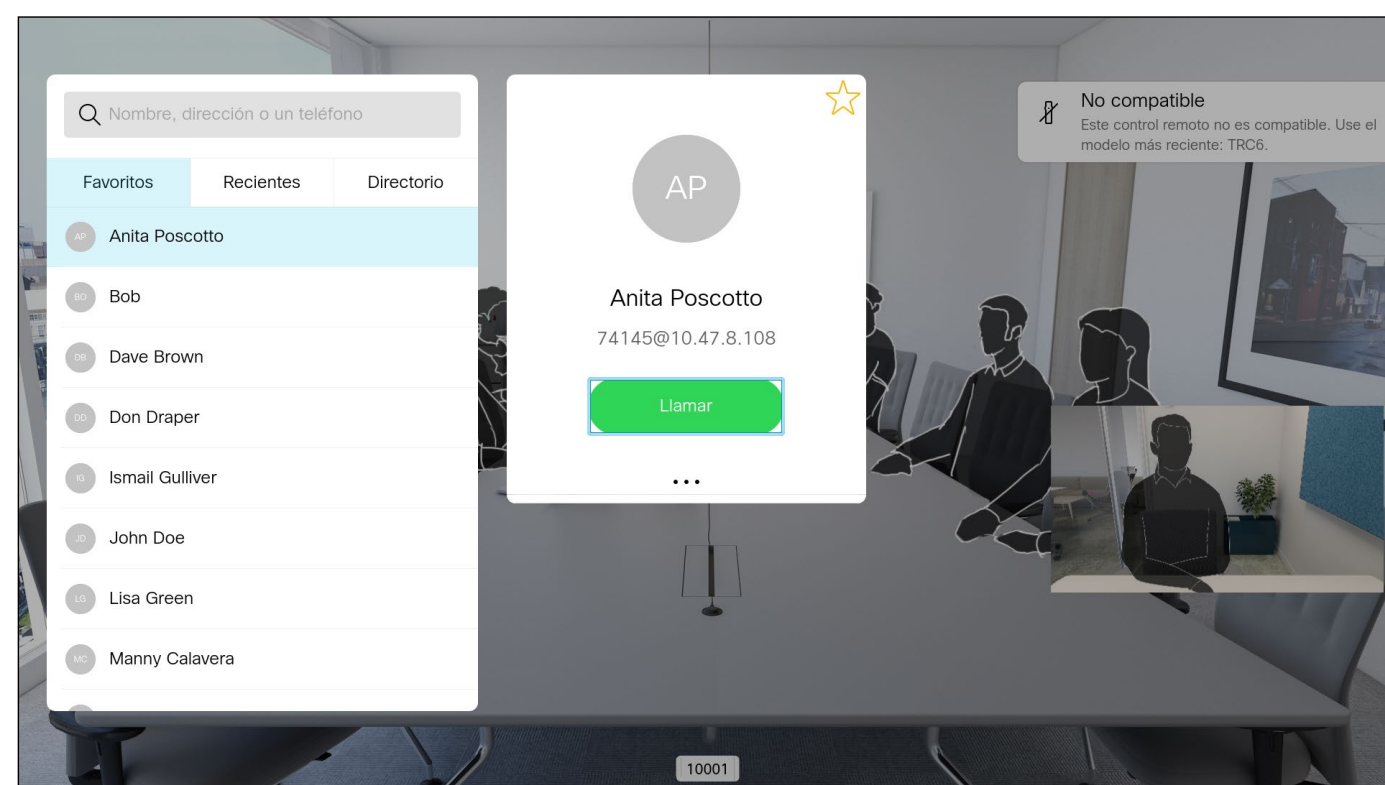 Nombre, dirección o un teléfono
Favoritos Recientes Directorio
AP Anita Poscotto
BO Bob
DB Dave Brown
DD Don Draper
IG Ismail Gulliver
JD John Doe
LG Lisa Green
MC Manny Calavera
AP
Anita Poscotto
74145@10.47.8.108
Llamar
...
No compatible
Este control remoto no es compatible. Use el
modelo más reciente: TRC6.
10001